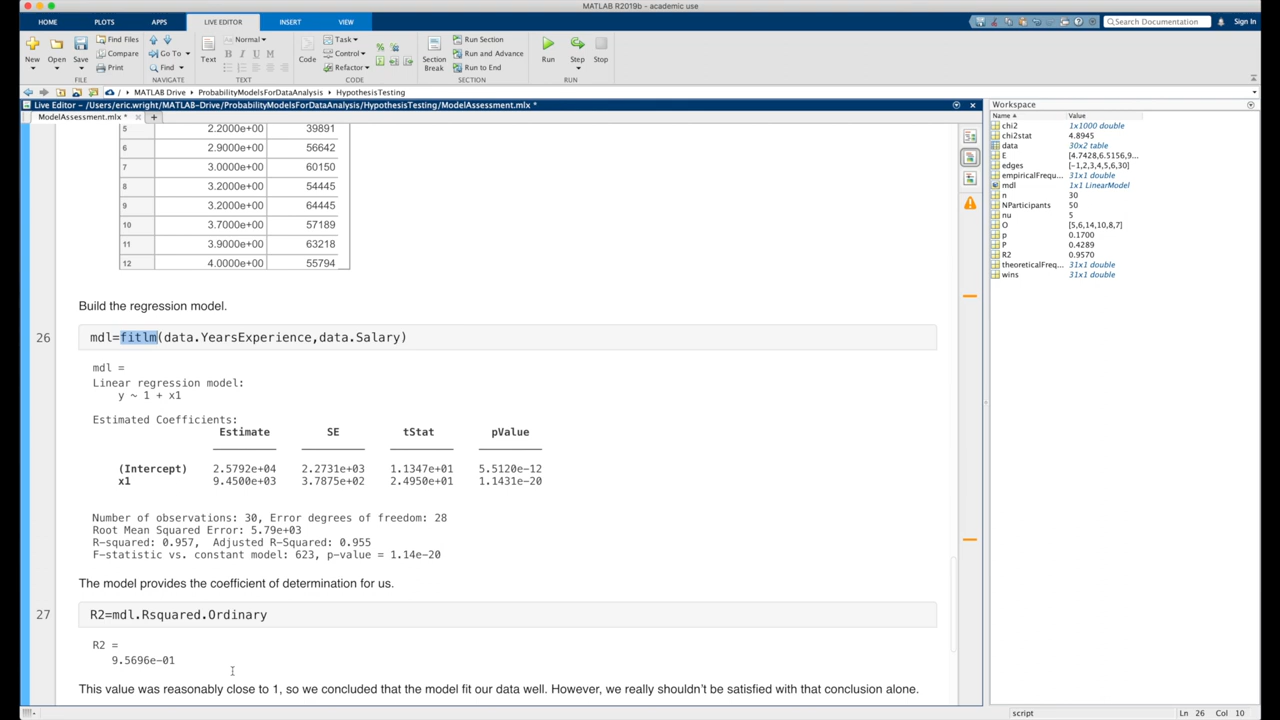 MATLAB R2019b - academic use
HOME PLOTS APPS LIVE EDITOR INSERT VIEW
Search Documentation Sign In
New Open Save Find Files Compare Print
FILE
Go To Find
NAVIGATE
Text Normal B I U M
TEXT
Code Task Control Refactor
CODE
Section Break Run Section Run and Advance Run to End
SECTION
Run Step Stop
RUN
/ MATLAB Drive ProbabilityModelsForDataAnalysis HypothesisTesting
Live Editor - /Users/eric.wright/MATLAB-Drive/ProbabilityModelsForDataAnalysis/HypothesisTesting/ModelAssessment.mlx *
ModelAssessment.mlx *
5 2.2000e+00 39891
6 2.9000e+00 56642
7 3.0000e+00 60150
8 3.2000e+00 54445
9 3.2000e+00 64445
10 3.7000e+00 57189
11 3.9000e+00 63218
12 4.0000e+00 55794
Build the regression model.
26 mdl=fitlm(data.YearsExperience,data.Salary)
mdl =
Linear regression model:
y ~ 1 + x1
Estimated Coefficients:
Estimate SE tStat pValue
(Intercept) 2.5792e+04 2.2731e+03 1.1347e+01 5.5120e-12
x1 9.4500e+03 3.7875e+02 2.4950e+01 1.1431e-20
Number of observations: 30, Error degrees of freedom: 28
Root Mean Squared Error: 5.79e+03
R-squared: 0.957, Adjusted R-Squared: 0.955
F-statistic vs. constant model: 623, p-value = 1.14e-20
The model provides the coefficient of determination for us.
27 R2=mdl.Rsquared.Ordinary
R2 =
9.5696e-01
This value was reasonably close to 1, so we concluded that the model fit our data well. However, we really shouldn't be satisfied with that conclusion alone.
Workspace
Name Value
chi2 1x1000 double
chi2stat 4.8945
data 30x2 table
E [4.7428,6.5156,9...
edges [-1,2,3,4,5,6,30]
empiricalFrequ... 31x1 double
mdl 1x1 LinearModel
n 30
NParticipants 50
nu 5
O [5,6,14,10,8,7]
p 0.1700
P 0.4289
R2 0.9570
theoreticalFreq... 31x1 double
wins 31x1 double
script Ln 26 Col 10